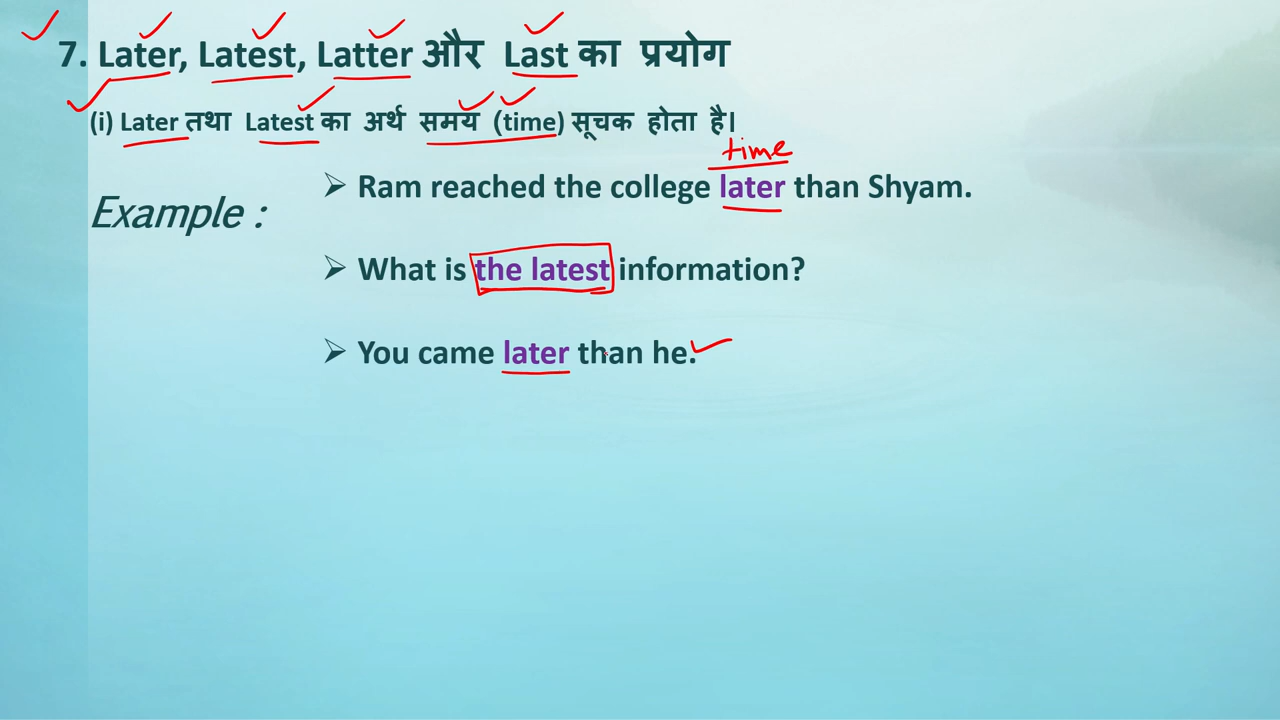 7. Later, Latest, Latter और Last का प्रयोग
(i) Later तथा Latest का अर्थ समय (time) सूचक होता है।
time
Example :
➢ Ram reached the college later than Shyam.
➢ What is the latest information?
➢ You came later than he.